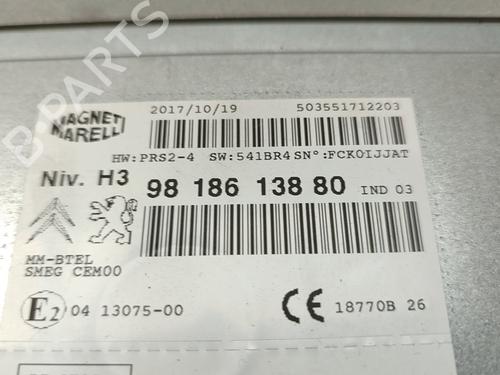 MAGNETI
MARELLI
2017/10/19 503551712203
HW:PRS2-4 SW:541BR4 SN°:FCK0IJJAT
Niv. H3 98 186 138 80 IND 03
MM-BTEL
SMEG CEM00
E2 04 13075-00 CE 18770B 26
B-PARTS